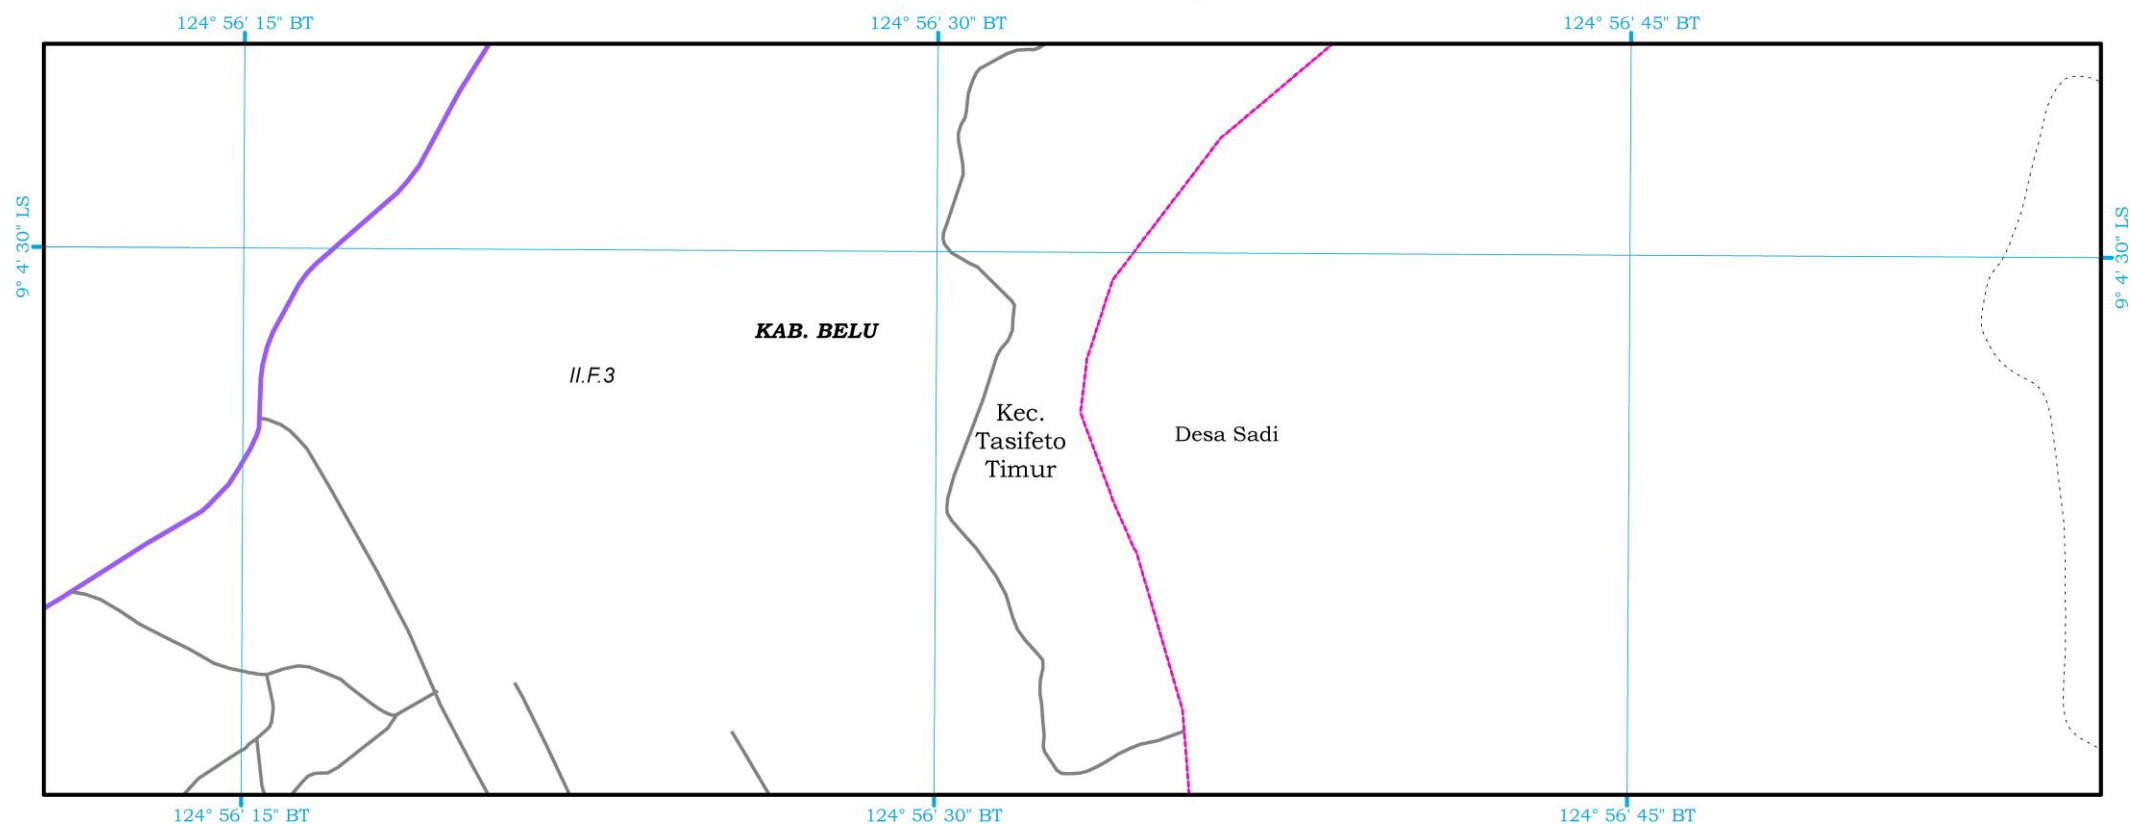 124° 56' 15" BT
124° 56' 30" BT
124° 56' 45" BT
9° 4' 30" LS
9° 4' 30" LS
KAB. BELU
II.F.3
Kec.
Tasifeto
Timur
Desa Sadi
124° 56' 15" BT
124° 56' 30" BT
124° 56' 45" BT